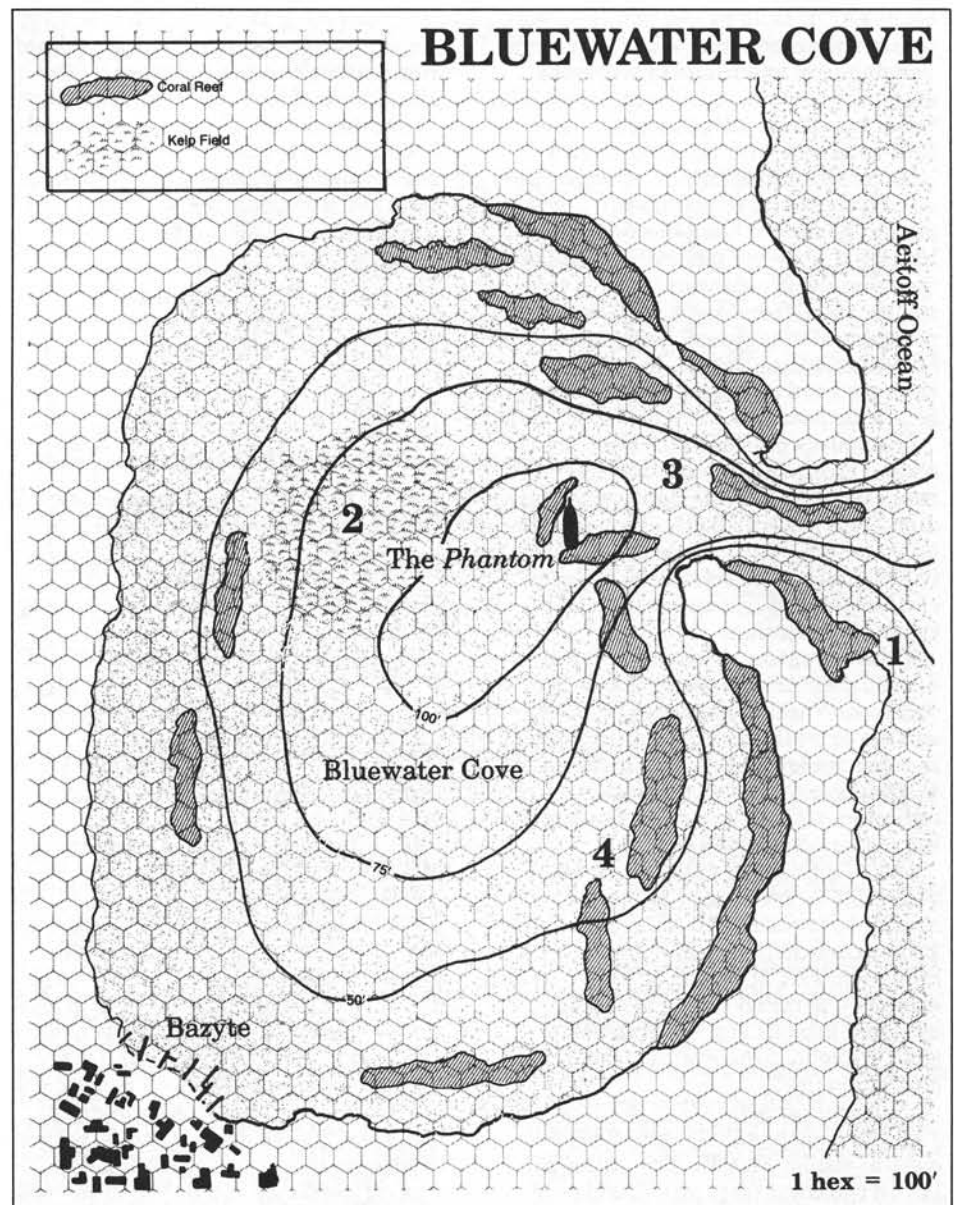 BLUEWATER COVE
Coral Reef
Kelp Field
Acitoff Ocean
3
2
The Phantom
1
100'
Bluewater Cove
4
75'
50'
Bazyte
1 hex = 100'